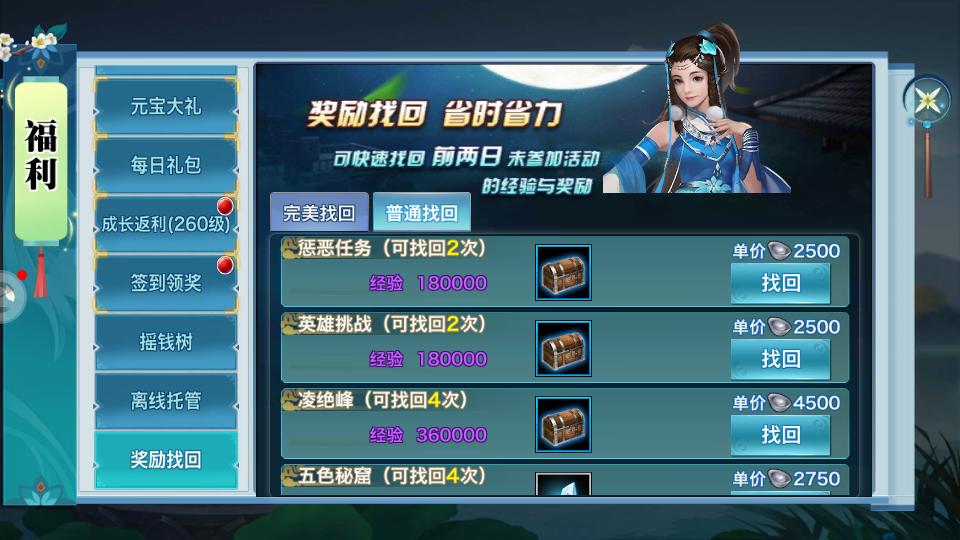 福利
元宝大礼
每日礼包
成长返利(260级)
签到领奖
摇钱树
离线托管
奖励找回
奖励找回 省时省力
可快速找回 前两日 未参加活动
的经验与奖励
完美找回
普通找回
惩恶任务（可找回2次）
经验 180000
单价 2500
找回
英雄挑战（可找回2次）
经验 180000
单价 2500
找回
凌绝峰（可找回4次）
经验 360000
单价 4500
找回
五色秘窟（可找回4次）
单价 2750